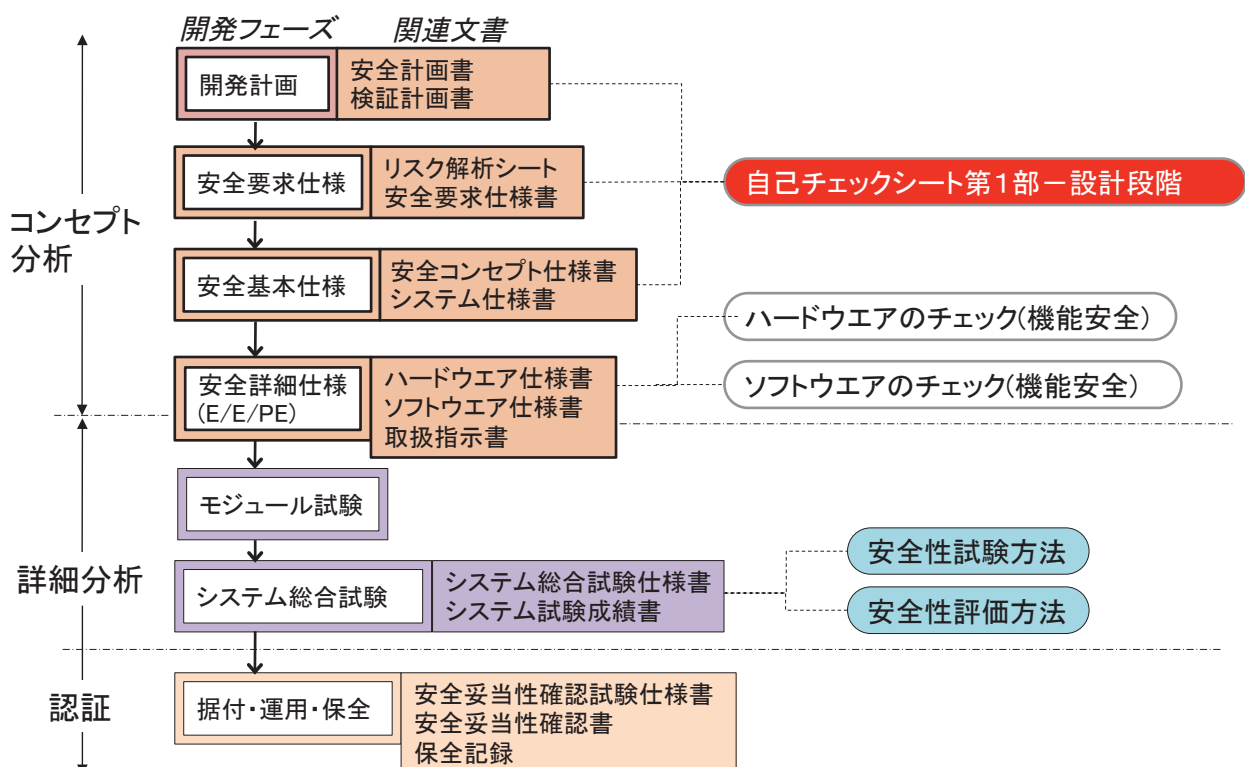 開発フェーズ 関連文書
開発計画
安全計画書
検証計画書
安全要求仕様
リスク解析シート
安全要求仕様書
自己チェックシート第1部－設計段階
コンセプト
分析
安全基本仕様
安全コンセプト仕様書
システム仕様書
ハードウエアのチェック(機能安全)
安全詳細仕様
(E/E/PE)
ハードウエア仕様書
ソフトウエア仕様書
取扱指示書
ソフトウエアのチェック(機能安全)
モジュール試験
詳細分析
システム総合試験
システム総合試験仕様書
システム試験成績書
安全性試験方法
安全性評価方法
認証
据付・運用・保全
安全妥当性確認試験仕様書
安全妥当性確認書
保全記録